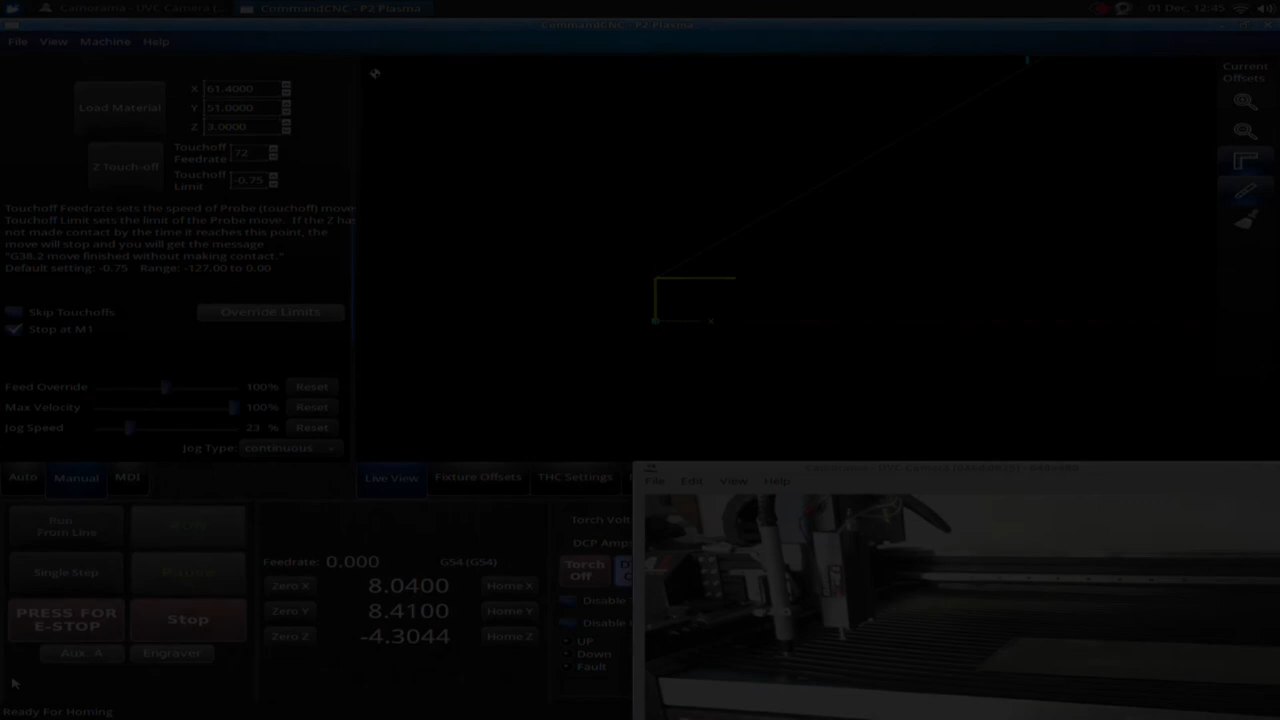 Camorama - DVC Camera [...
CommandCNC - P2 Plasma
01 Dec, 12:45
CommandCNC - P2 Plasma
File View Machine Help
Load Material
X 61.4000
Y 51.0000
Z 3.0000
Z Touch-off
Touchoff Feedrate 72
Touchoff Limit -0.75
Touchoff Feedrate sets the speed of Probe (touchoff) move
Touchoff Limit sets the limit of the Probe move. If the Z has
not made contact by the time it reaches this point, the
move will stop and you will get the message
"G38.2 move finished without making contact."
Default setting: -0.75 Range: -127.00 to 0.00
Skip Touchoffs
Override Limits
Stop at M1
Feed Override 100% Reset
Max Velocity 100% Reset
Jog Speed 23 % Reset
Jog Type: continuous
Current
Offsets
X
Auto Manual MDI
Live View Fixture Offsets THC Settings
Run
From Line
Run
Single Step
Pause
PRESS FOR
E-STOP
Stop
Aux. A Engraver
Ready For Homing
Feedrate: 0.000 G54 (G54)
Zero X 8.0400 Home X
Zero Y 8.4100 Home Y
Zero Z -4.3044 Home Z
Torch Volt
DCP Amps
Torch
Off
Disable
Disable
UP
Down
Fault
File Edit View Help